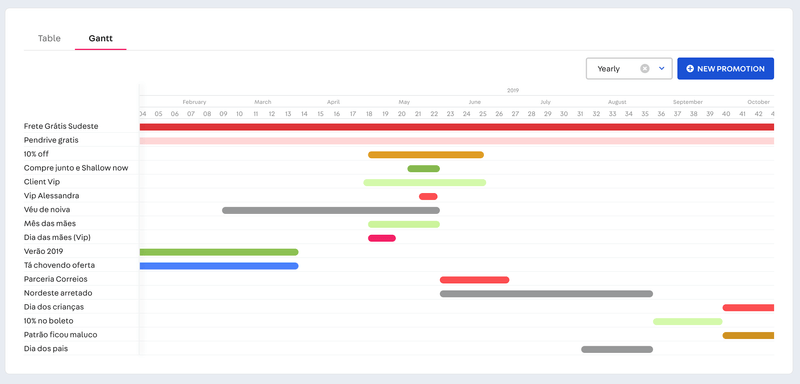 Table Gantt
Yearly NEW PROMOTION
2019
February March April May June July August September October
04 05 06 07 08 09 10 11 12 13 14 15 16 17 18 19 20 21 22 23 24 25 26 27 28 29 30 31 32 33 34 35 36 37 38 39 40 41 42
Frete Grátis Sudeste
Pendrive gratis
10% off
Compre junto e Shallow now
Client Vip
Vip Alessandra
Véu de noiva
Mês das mães
Dia das mães (Vip)
Verão 2019
Tá chovendo oferta
Parceria Correios
Nordeste arretado
Dia dos crianças
10% no boleto
Patrão ficou maluco
Dia dos pais